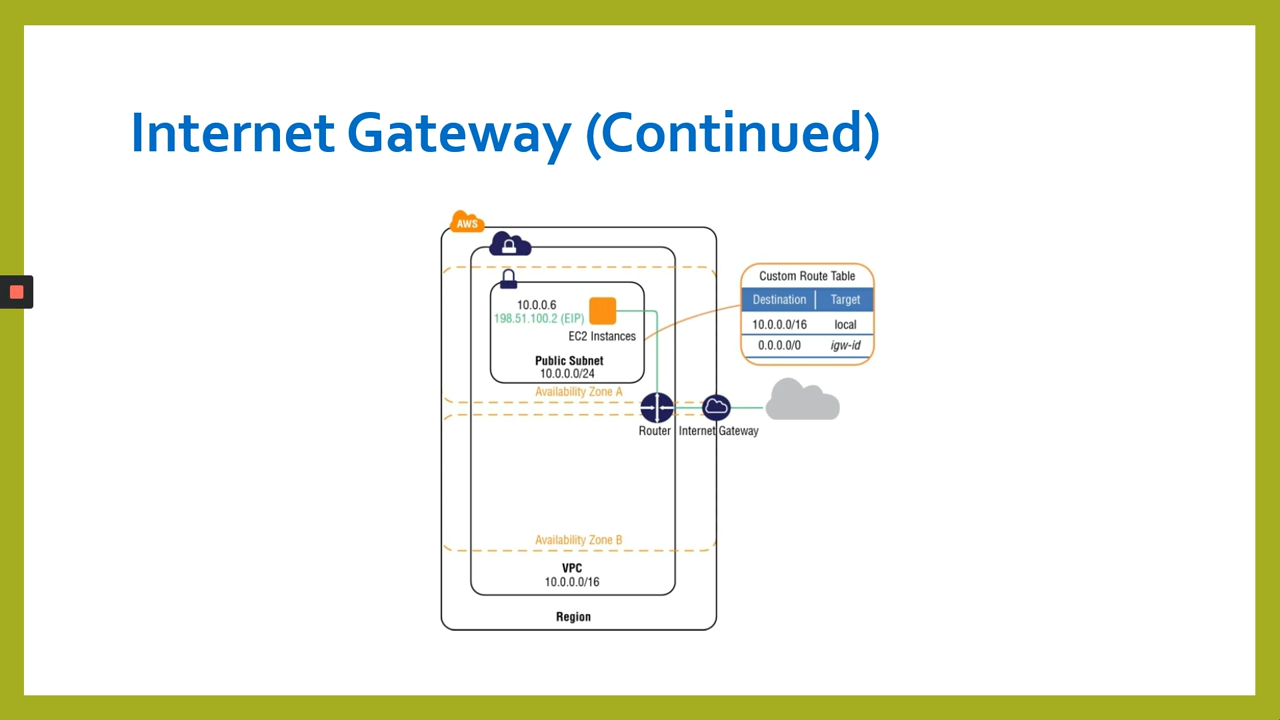 Internet Gateway (Continued)
AWS
Custom Route Table
Destination Target
10.0.0.0/16 local
0.0.0.0/0 igw-id
10.0.0.6
198.51.100.2 (EIP)
EC2 Instances
Public Subnet
10.0.0.0/24
Availability Zone A
Router Internet Gateway
Availability Zone B
VPC
10.0.0.0/16
Region